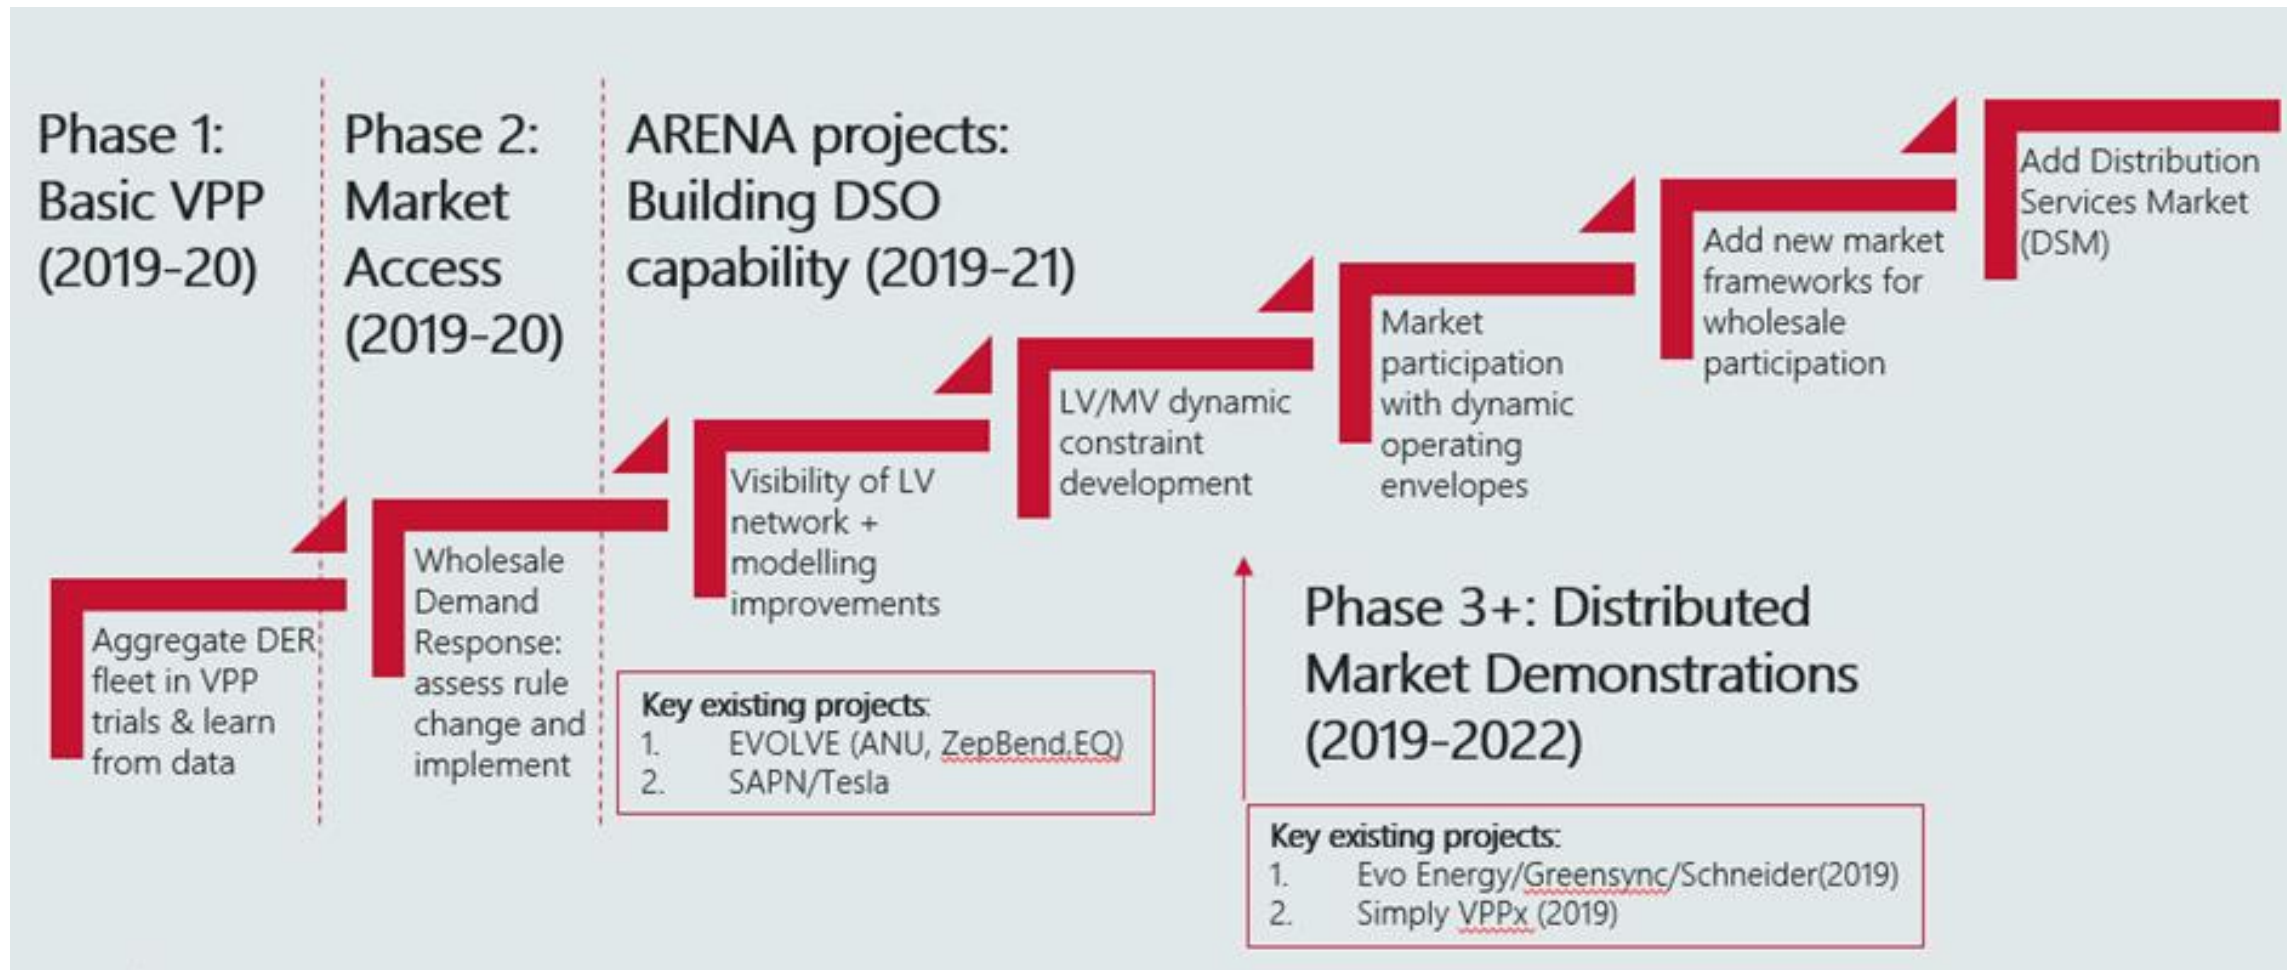 Phase 1:
Basic VPP
(2019-20)
Phase 2:
Market
Access
(2019-20)
ARENA projects:
Building DSO
capability (2019-21)
Aggregate DER
fleet in VPP
trials & learn
from data
Wholesale
Demand
Response:
assess rule
change and
implement
Visibility of LV
network +
modelling
improvements
LV/MV dynamic
constraint
development
Market
participation
with dynamic
operating
envelopes
Add new market
frameworks for
wholesale
participation
Add Distribution
Services Market
(DSM)
Key existing projects:
1. EVOLVE (ANU, ZepBend,EQ)
2. SAPN/Tesla
Phase 3+: Distributed
Market Demonstrations
(2019-2022)
Key existing projects:
1. Evo Energy/Greensync/Schneider(2019)
2. Simply VPPx (2019)